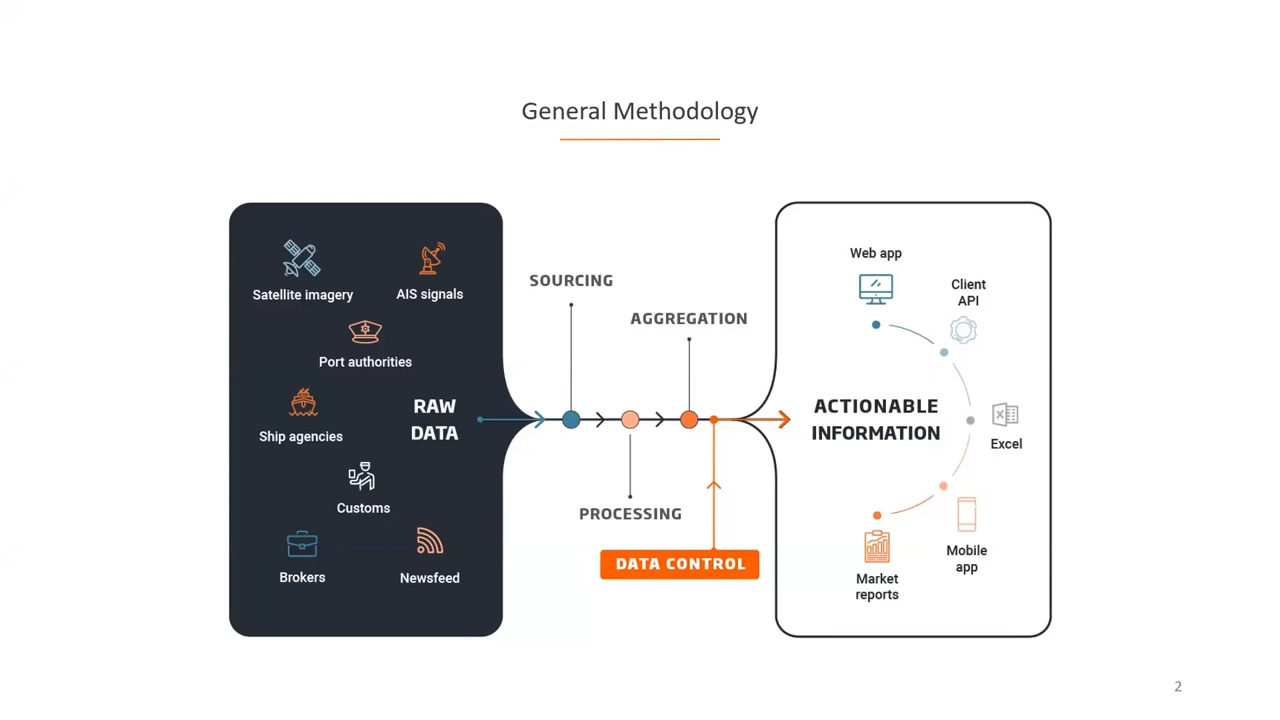 General Methodology
Satellite imagery
AIS signals
Port authorities
Ship agencies
RAW
DATA
Customs
Brokers
Newsfeed
SOURCING
AGGREGATION
PROCESSING
DATA CONTROL
Web app
Client
API
ACTIONABLE
INFORMATION
Excel
Mobile
app
Market
reports
2